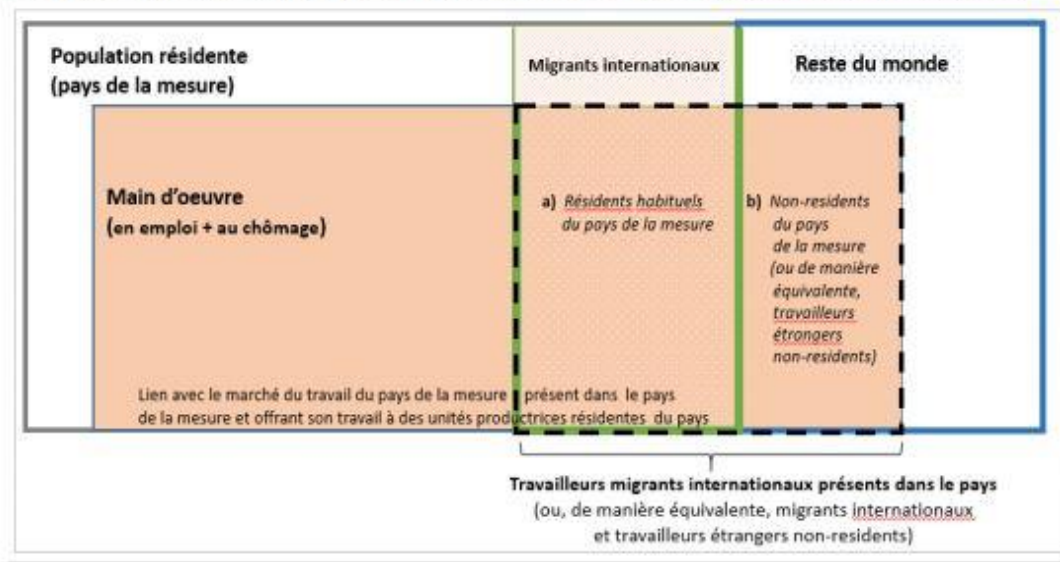 Population résidente
(pays de la mesure)
Migrants internationaux
Reste du monde
Main d'oeuvre
(en emploi + au chômage)
a) Résidents habituels
du pays de la mesure
b) Non-residents
du pays
de la mesure
(ou de manière
équivalente,
travailleurs
étrangers
non-residents)
Lien avec le marché du travail du pays de la mesure présent dans le pays
de la mesure et offrant son travail à des unités productrices résidentes du pays
Travailleurs migrants internationaux présents dans le pays
(ou, de manière équivalente, migrants internationaux
et travailleurs étrangers non-residents)